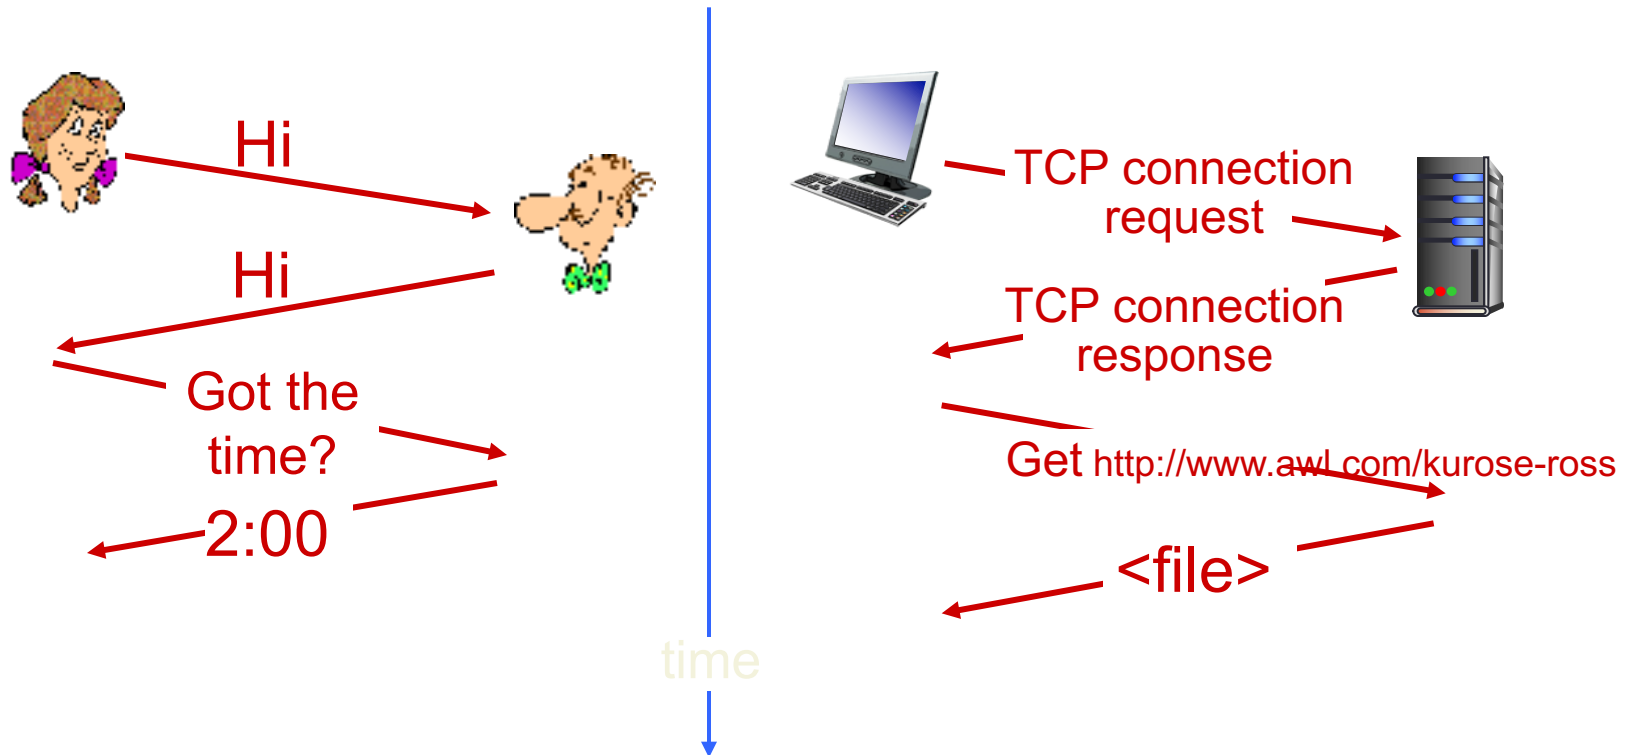 Hi
Hi
Got the
time?
2:00
TCP connection
request
TCP connection
response
Get http://www.awl.com/kurose-ross
<file>
time